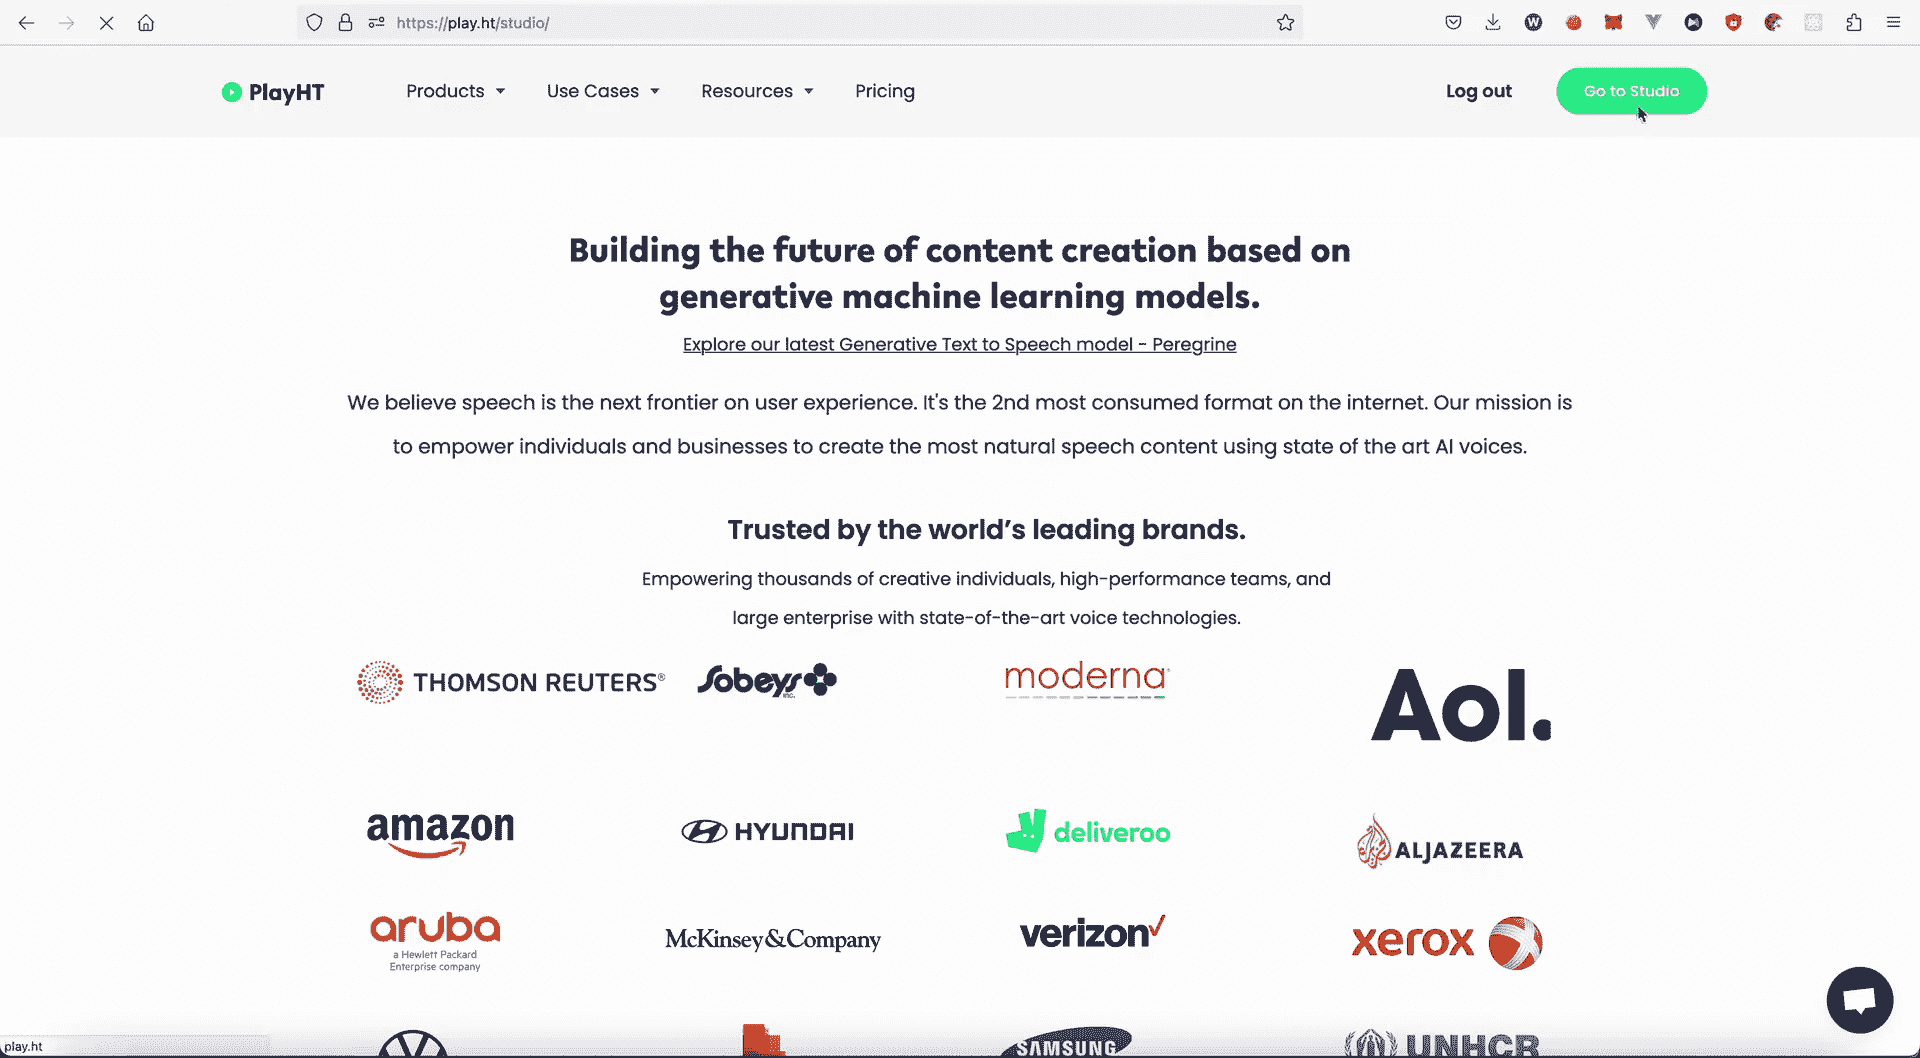 https://play.ht/studio/
PlayHT
Products
Use Cases
Resources
Pricing
Log out
Go to Studio
Building the future of content creation based on
generative machine learning models.
Explore our latest Generative Text to Speech model - Peregrine
We believe speech is the next frontier on user experience. It's the 2nd most consumed format on the internet. Our mission is
to empower individuals and businesses to create the most natural speech content using state of the art AI voices.
Trusted by the world’s leading brands.
Empowering thousands of creative individuals, high-performance teams, and
large enterprise with state-of-the-art voice technologies.
THOMSON REUTERS®
Sobeys INC.
moderna
Aol.
amazon
HYUNDAI
deliveroo
ALJAZEERA
aruba
a Hewlett Packard
Enterprise company
McKinsey&Company
verizon✓
xerox
SAMSUNG
UNHCR
play.ht